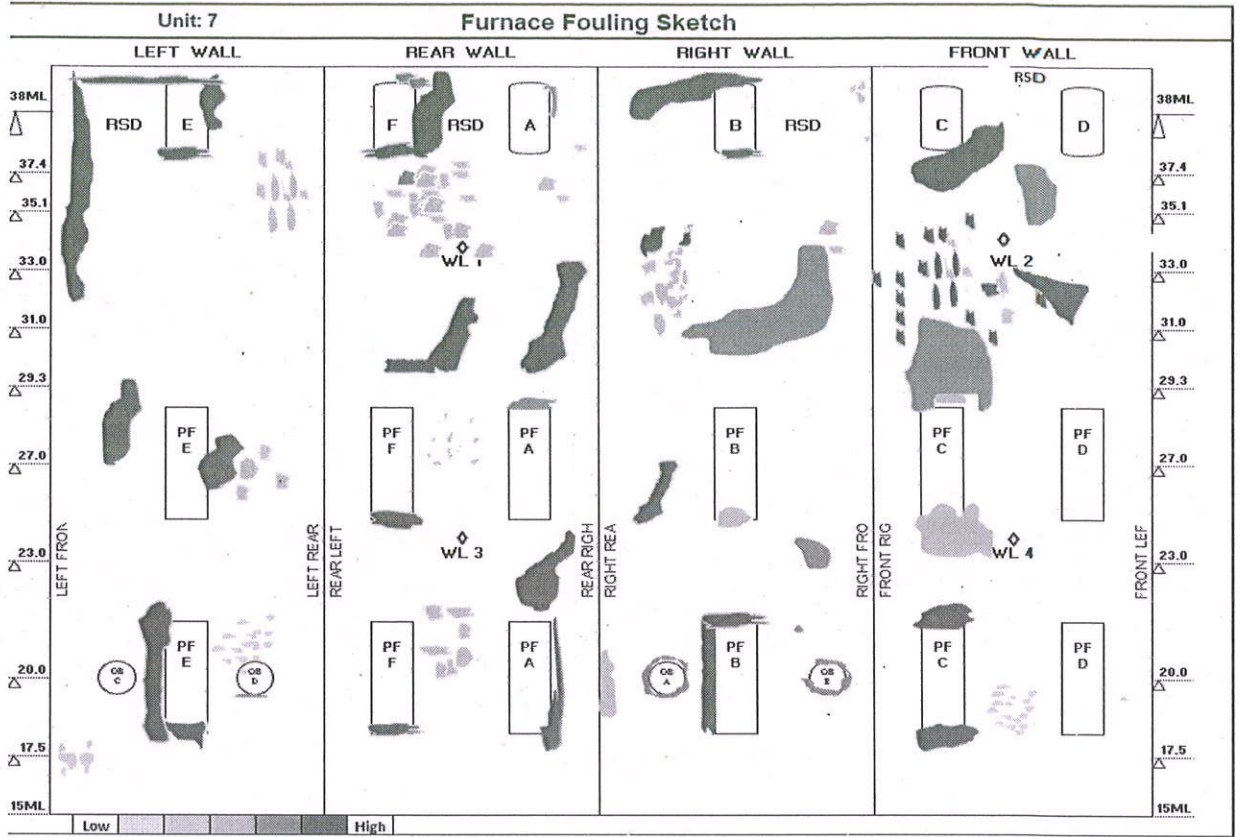 Unit: 7
Furnace Fouling Sketch
LEFT WALL REAR WALL RIGHT WALL FRONT WALL
RSD
38ML 38ML
RSD E F RSD A B RSD C D
37.4 37.4
35.1 35.1
WL 1 WL 2
33.0 33.0
31.0 31.0
29.3 29.3
PF E PF F PF A PF B PF C PF D
27.0 27.0
LEFT FRON LEFT REAR REAR LEFT REAR RIGH RIGHT REA RIGHT FRO FRONT RIG FRONT LEF
WL 3 WL 4
23.0 23.0
PF E PF F PF A PF B PF C PF D
20.0 20.0
17.5 17.5
15ML 15ML
Low High